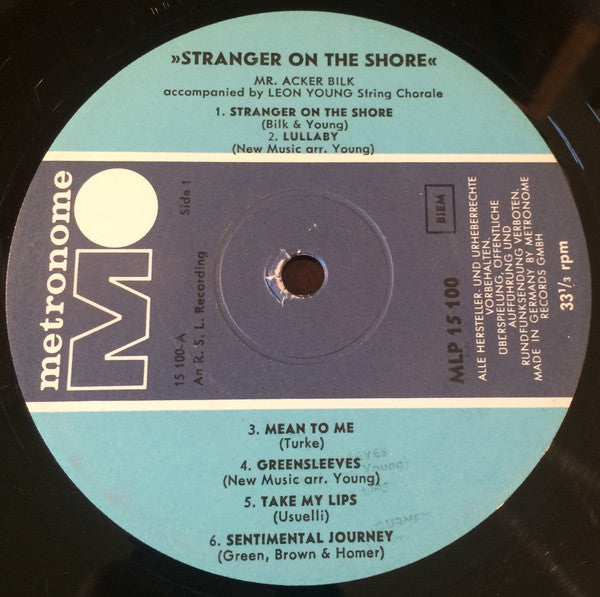 »STRANGER ON THE SHORE«
MR. ACKER BILK
accompanied by LEON YOUNG String Chorale
1. STRANGER ON THE SHORE
(Bilk & Young)
2. LULLABY
(New Music arr. Young)
metronome
Side 1
15 100-A
An R. S. L. Recording
BIEM
MLP 15 100
ALLE HERSTELLER- UND URHEBERRECHTE
VORBEHALTEN.
ÜBERSPIELUNG, ÖFFENTLICHE
AUFFÜHRUNG UND
RUNDFUNKSENDUNG VERBOTEN.
MADE IN GERMANY BY METRONOME
RECORDS GMBH
33⅓ rpm
3. MEAN TO ME
(Turke)
4. GREENSLEEVES
(New Music arr. Young)
5. TAKE MY LIPS
(Usuelli)
6. SENTIMENTAL JOURNEY
(Green, Brown & Homer)